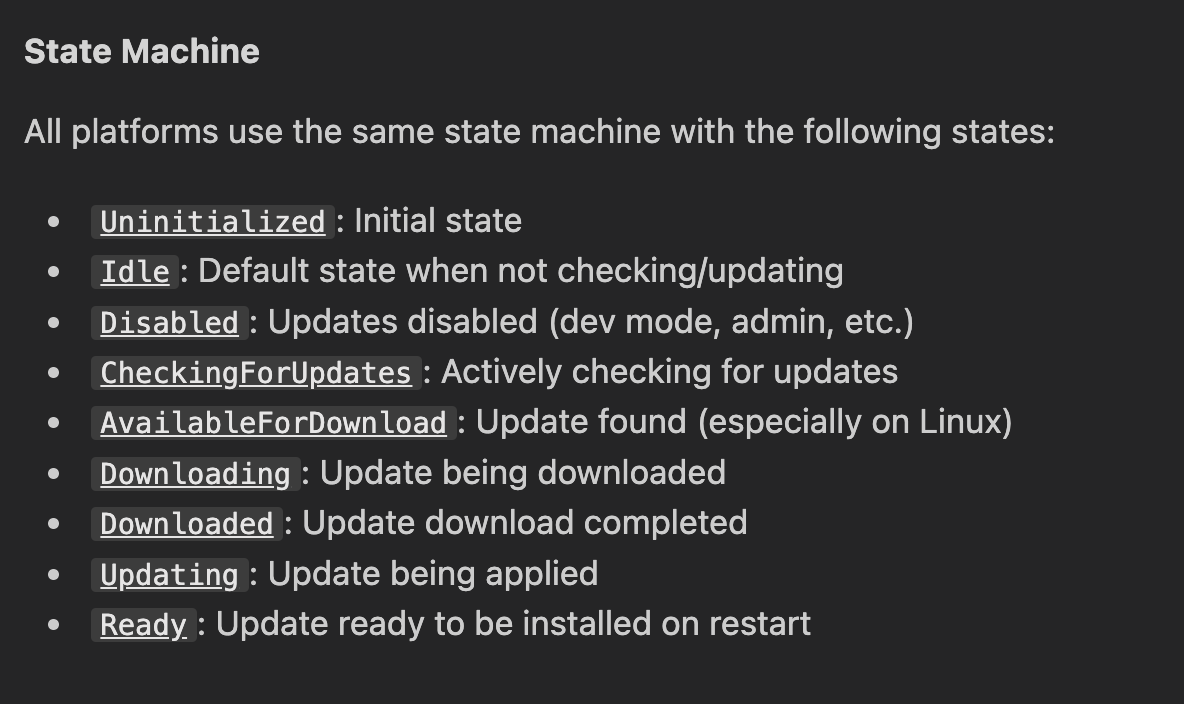 State Machine
All platforms use the same state machine with the following states:
• Uninitialized: Initial state
• Idle: Default state when not checking/updating
• Disabled: Updates disabled (dev mode, admin, etc.)
• CheckingForUpdates: Actively checking for updates
• AvailableForDownload: Update found (especially on Linux)
• Downloading: Update being downloaded
• Downloaded: Update download completed
• Updating: Update being applied
• Ready: Update ready to be installed on restart